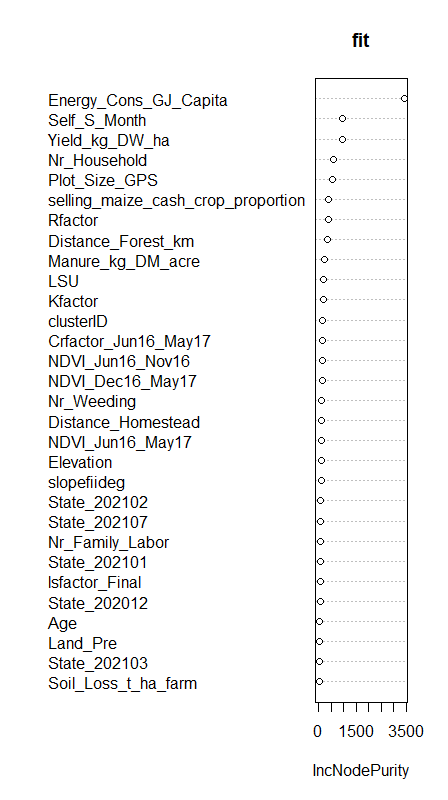 fit
Energy_Cons_GJ_Capita
Self_S_Month
Yield_kg_DW_ha
Nr_Household
Plot_Size_GPS
selling_maize_cash_crop_proportion
Rfactor
Distance_Forest_km
Manure_kg_DM_acre
LSU
Kfactor
clusterID
Crfactor_Jun16_May17
NDVI_Jun16_Nov16
NDVI_Dec16_May17
Nr_Weeding
Distance_Homestead
NDVI_Jun16_May17
Elevation
slopefiideg
State_202102
State_202107
Nr_Family_Labor
State_202101
lsfactor_Final
State_202012
Age
Land_Pre
State_202103
Soil_Loss_t_ha_farm
0 1500 3500
IncNodePurity